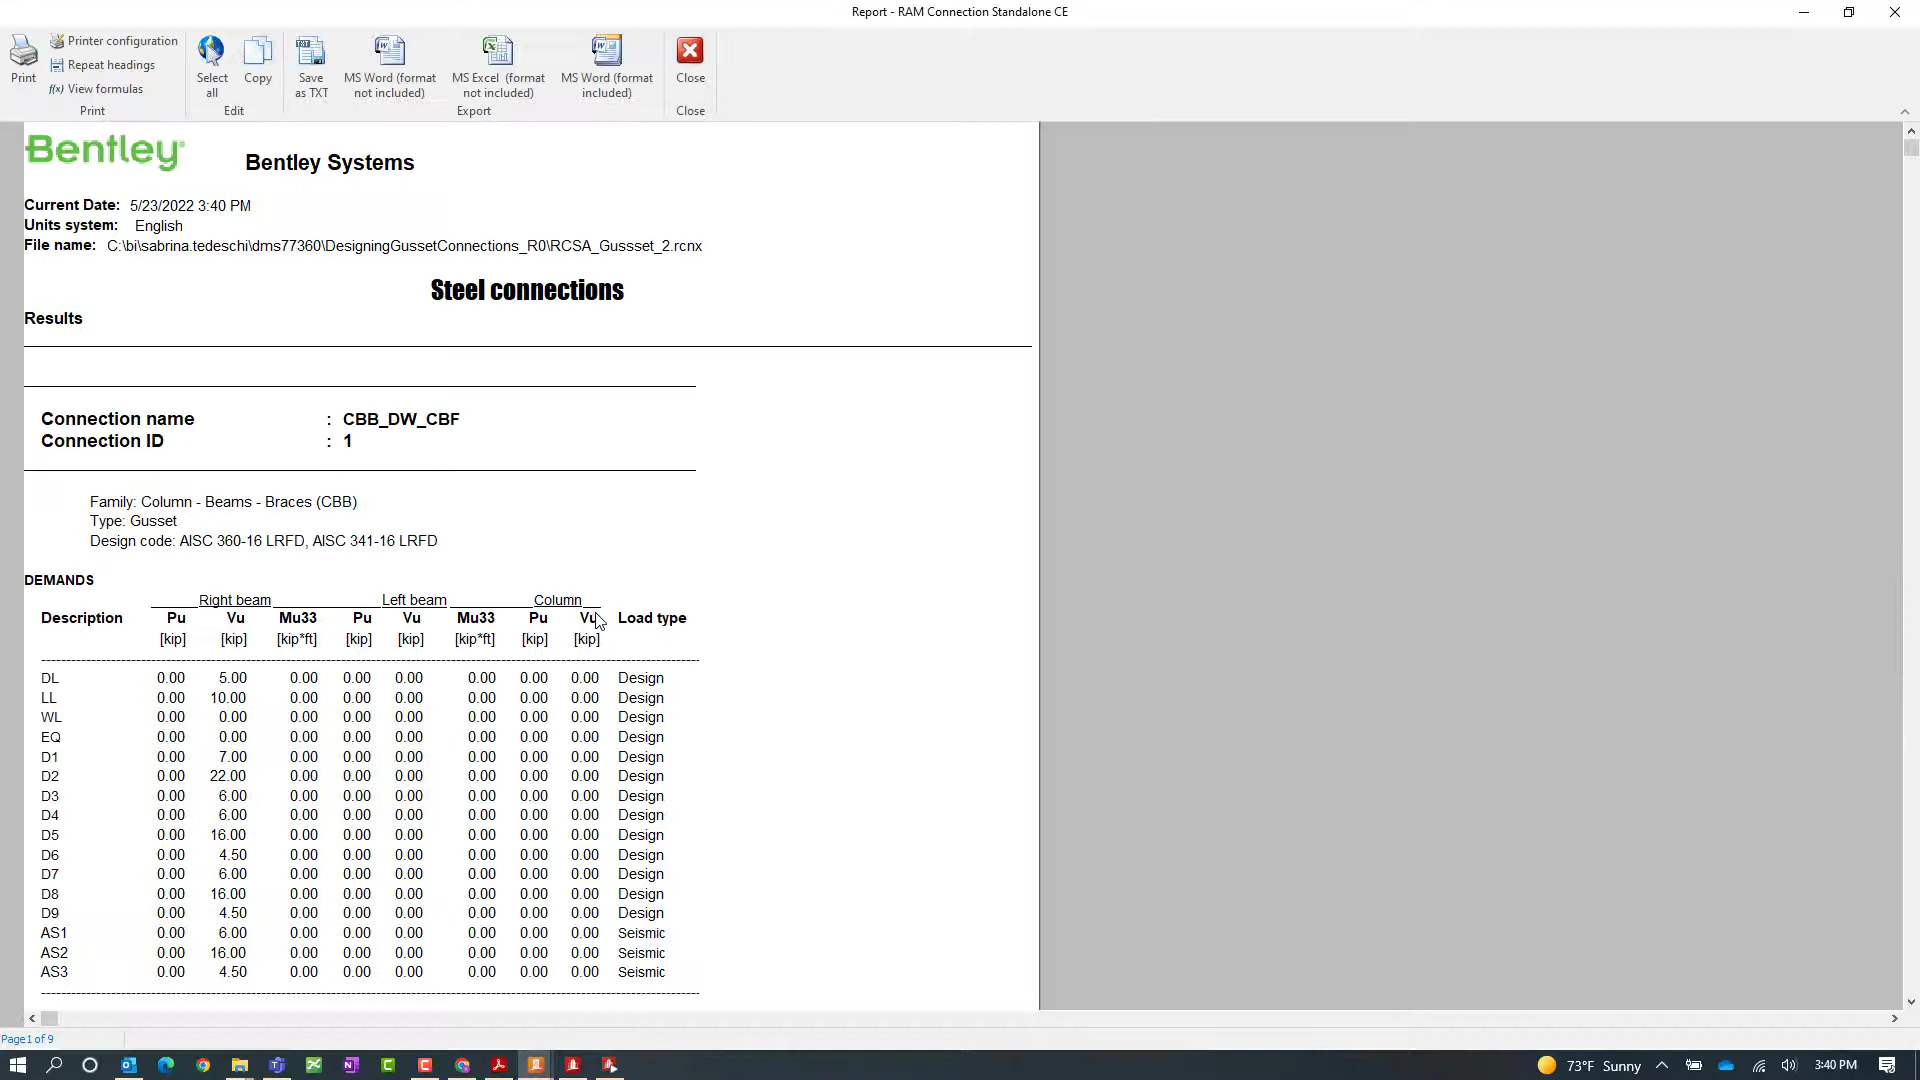 Report - RAM Connection Standalone CE
Print
Printer configuration
Repeat headings
f(x) View formulas
Print
Select all
Copy
Edit
Save as TXT
MS Word (format not included)
MS Excel (format not included)
MS Word (format included)
Export
Close
Close
Bentley
Bentley Systems
Current Date: 5/23/2022 3:40 PM
Units system: English
File name: C:\bi\sabrina.tedeschi\dms77360\DesigningGussetConnections_R0\RCSA_Gussset_2.rcnx
Steel connections
Results
Connection name : CBB_DW_CBF
Connection ID : 1
Family: Column - Beams - Braces (CBB)
Type: Gusset
Design code: AISC 360-16 LRFD, AISC 341-16 LRFD
DEMANDS
Right beam Left beam Column
Description Pu Vu Mu33 Pu Vu Mu33 Pu Vu Load type
[kip] [kip] [kip*ft] [kip] [kip] [kip*ft] [kip] [kip]
DL 0.00 5.00 0.00 0.00 0.00 0.00 0.00 0.00 Design
LL 0.00 10.00 0.00 0.00 0.00 0.00 0.00 0.00 Design
WL 0.00 0.00 0.00 0.00 0.00 0.00 0.00 0.00 Design
EQ 0.00 0.00 0.00 0.00 0.00 0.00 0.00 0.00 Design
D1 0.00 7.00 0.00 0.00 0.00 0.00 0.00 0.00 Design
D2 0.00 22.00 0.00 0.00 0.00 0.00 0.00 0.00 Design
D3 0.00 6.00 0.00 0.00 0.00 0.00 0.00 0.00 Design
D4 0.00 6.00 0.00 0.00 0.00 0.00 0.00 0.00 Design
D5 0.00 16.00 0.00 0.00 0.00 0.00 0.00 0.00 Design
D6 0.00 4.50 0.00 0.00 0.00 0.00 0.00 0.00 Design
D7 0.00 6.00 0.00 0.00 0.00 0.00 0.00 0.00 Design
D8 0.00 16.00 0.00 0.00 0.00 0.00 0.00 0.00 Design
D9 0.00 4.50 0.00 0.00 0.00 0.00 0.00 0.00 Design
AS1 0.00 6.00 0.00 0.00 0.00 0.00 0.00 0.00 Seismic
AS2 0.00 16.00 0.00 0.00 0.00 0.00 0.00 0.00 Seismic
AS3 0.00 4.50 0.00 0.00 0.00 0.00 0.00 0.00 Seismic
Page1 of 9
73°F Sunny
3:40 PM